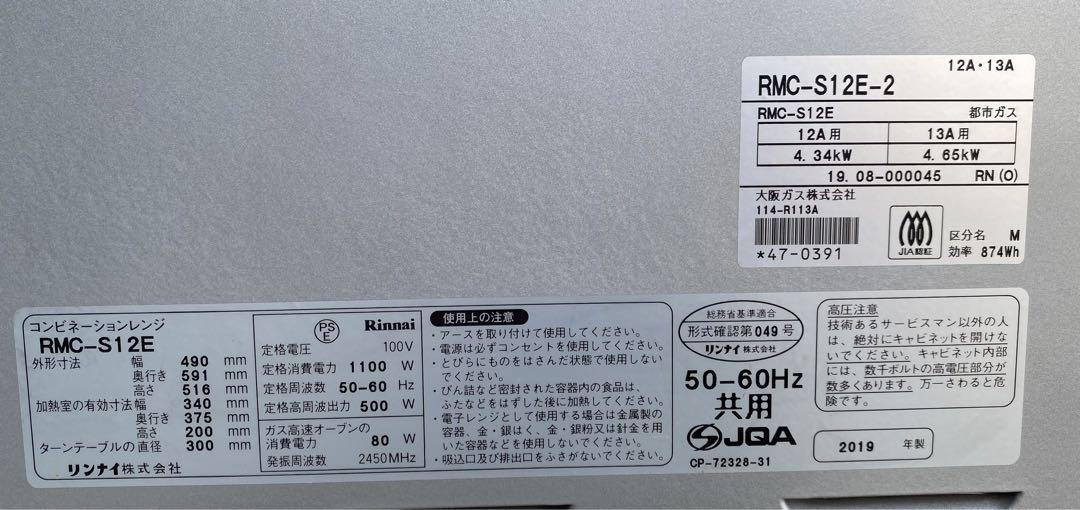 12A・13A
RMC-S12E-2
RMC-S12E 都市ガス
12A用 13A用
4.34kW 4.65kW
19.08-000045 RN(O)
大阪ガス株式会社
114-R113A
*47-0391
JIA認証
区分名 M
効率 874Wh
コンビネーションレンジ
RMC-S12E
外形寸法 幅 490 mm
奥行き 591 mm
高さ 516 mm
加熱室の有効寸法 幅 340 mm
奥行き 375 mm
高さ 200 mm
ターンテーブルの直径 300 mm
リンナイ株式会社
PS
E
Rinnai
定格電圧 100V
定格消費電力 1100 W
定格周波数 50-60 Hz
定格高周波出力 500 W
ガス高速オーブンの
消費電力 80 W
発振周波数 2450MHz
使用上の注意
・アースを取り付けて使用してください。
・電源は必ずコンセントを使用してください。
・とびらにものをはさんだ状態で使用しない
でください。
・びん詰など密封された容器内の食品は、
ふたなどをはずした後に加熱してください。
・電子レンジとして使用する場合は金属製の
容器、金・銀はく、金・銀粉又は針金を用
いた容器などを使用しないでください。
・吸込口及び排出口をふさがないでください。
総務省基準適合
形式確認第049号
リンナイ株式会社
50-60Hz
共用
JQA
CP-72328-31
高圧注意
技術あるサービスマン以外の人
は、絶対にキャビネットを開けな
いでください。キャビネット内部
には、数千ボルトの高電圧部分が
数多くあります。万一さわると危
険です。
2019 年製